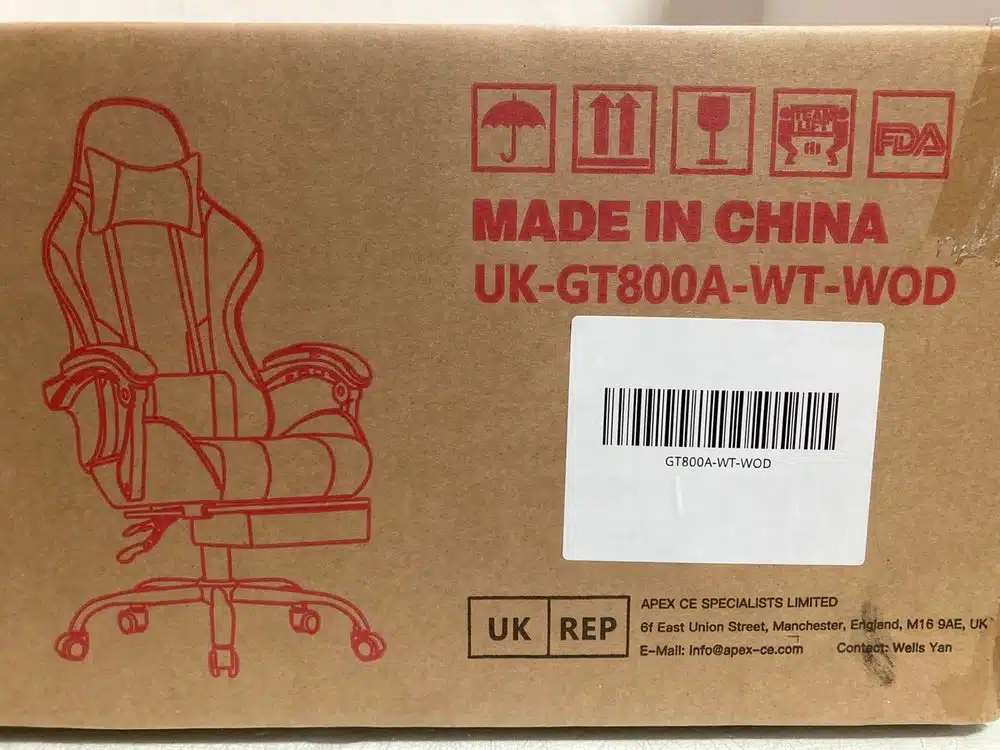 TEAM LIFT
FDA
MADE IN CHINA
UK-GT800A-WT-WOD
GT800A-WT-WOD
UK REP
APEX CE SPECIALISTS LIMITED
6f East Union Street, Manchester, England, M16 9AE, UK
E-Mail: Info@apex-ce.com Contact: Wells Yan